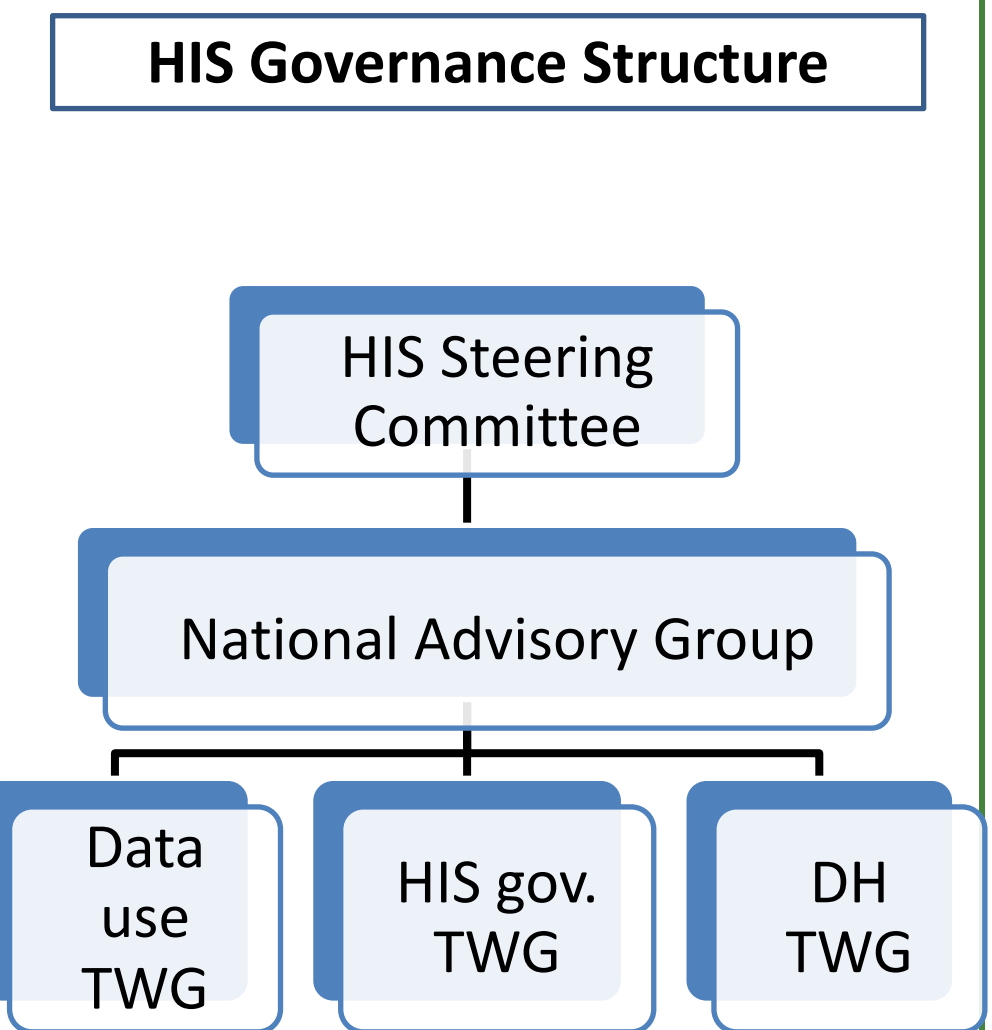 HIS Governance Structure
HIS Steering
Committee
National Advisory Group
Data
use
TWG
HIS gov.
TWG
DH
TWG